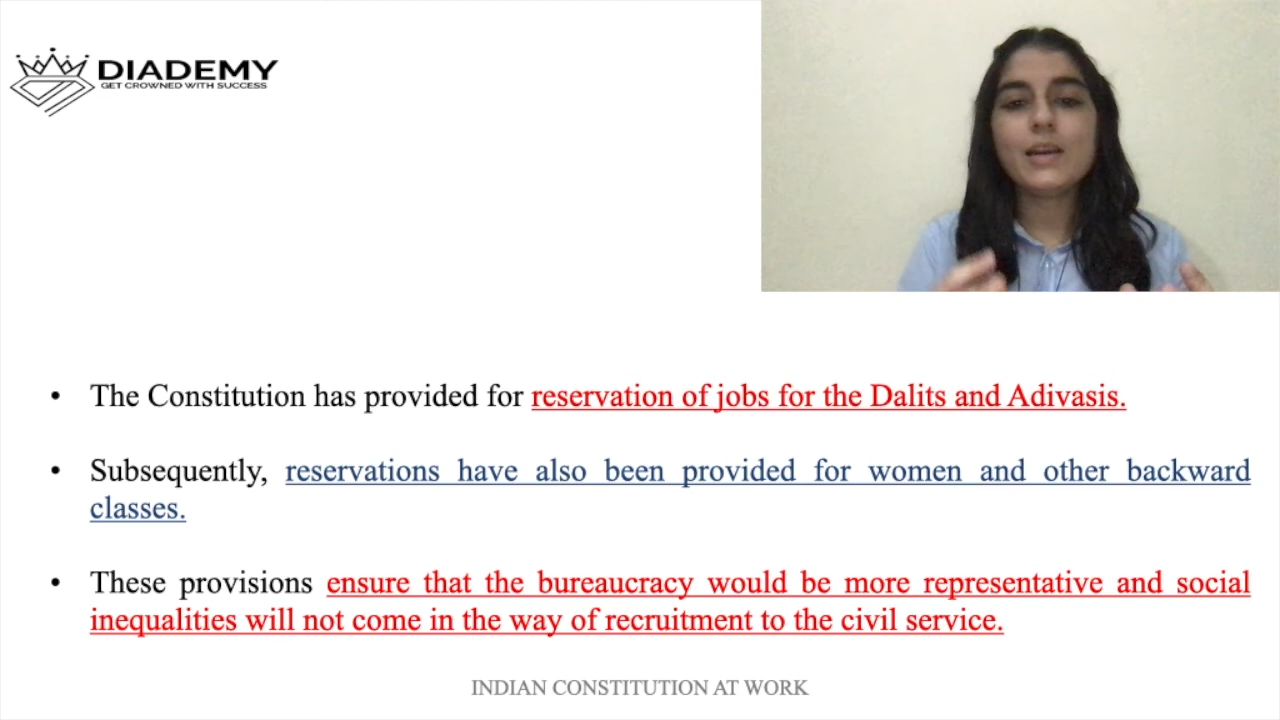 DIADEMY
GET CROWNED WITH SUCCESS
• The Constitution has provided for reservation of jobs for the Dalits and Adivasis.
• Subsequently, reservations have also been provided for women and other backward
classes.
• These provisions ensure that the bureaucracy would be more representative and social
inequalities will not come in the way of recruitment to the civil service.
INDIAN CONSTITUTION AT WORK